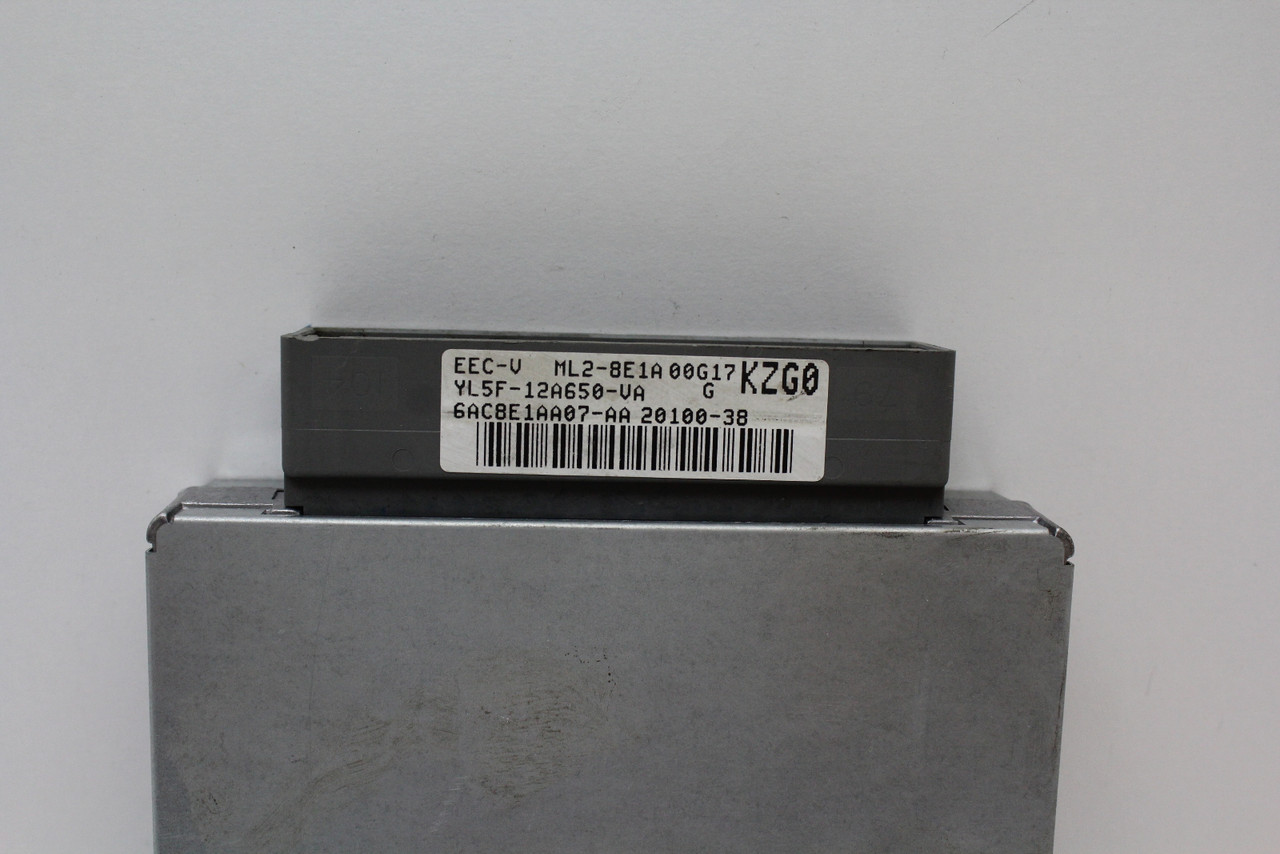 EEC-V ML2-8E1A 00G17 KZG0
YL5F-12A650-VA G
6AC8E1AA07-AA 20100-38